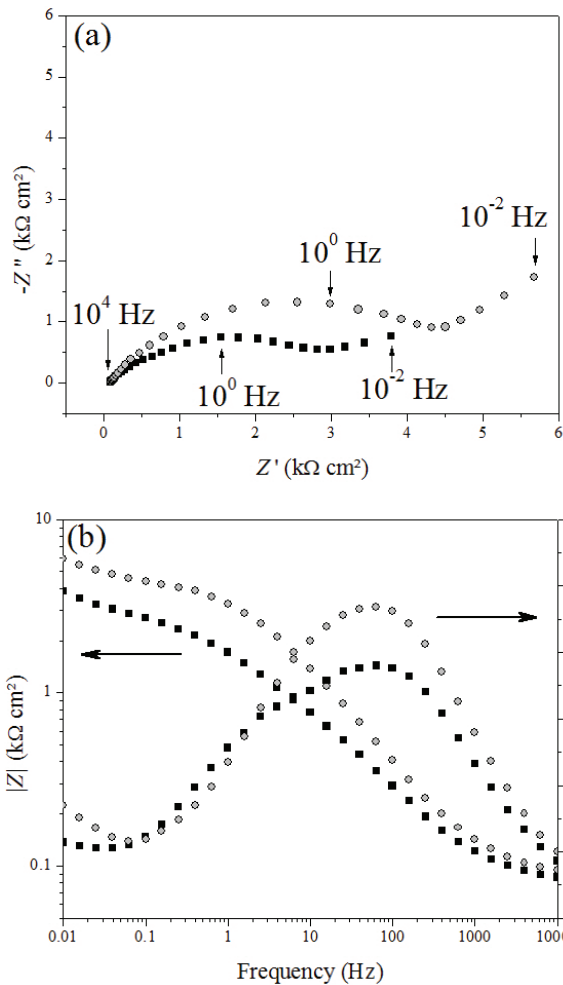 (a)
6
5
4
3
2
1
0
-Z'' (kΩ cm²)
10⁴ Hz
10⁰ Hz
10⁻² Hz
10⁰ Hz
10⁻² Hz
0 1 2 3 4 5 6
Z' (kΩ cm²)
(b)
10
1
0.1
|Z| (kΩ cm²)
0.01 0.1 1 10 100 1000 1000
Frequency (Hz)